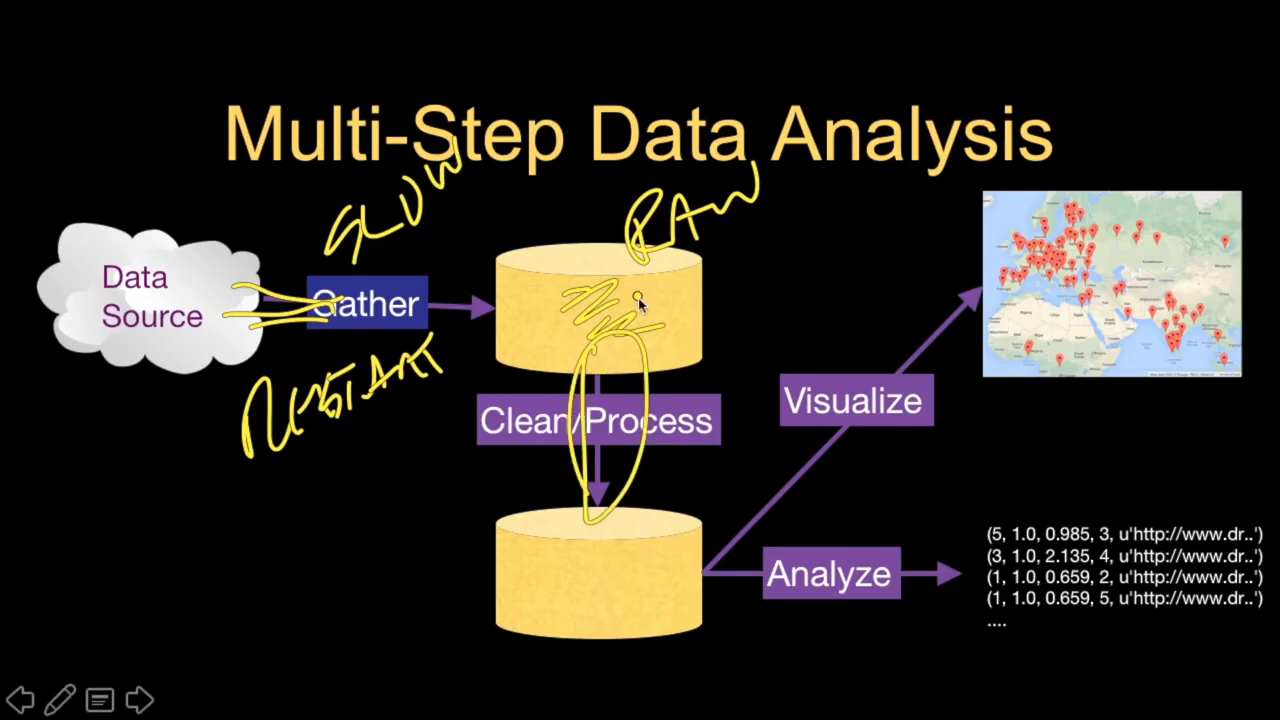 Multi-Step Data Analysis
SLOW
RAW
Data
Source
Gather
RESTART
Clean/Process
Visualize
Analyze
(5, 1.0, 0.985, 3, u'http://www.dr..')
(3, 1.0, 2.135, 4, u'http://www.dr..')
(1, 1.0, 0.659, 2, u'http://www.dr..')
(1, 1.0, 0.659, 5, u'http://www.dr..')
....